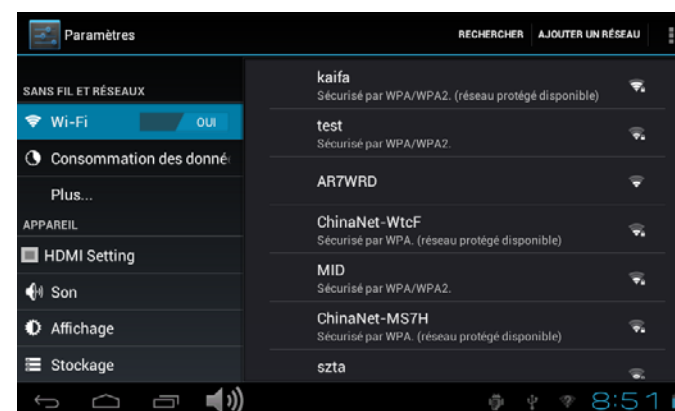 Paramètres
RECHERCHER
AJOUTER UN RÉSEAU
SANS FIL ET RÉSEAUX
Wi-Fi
OUI
Consommation des donné
Plus...
APPAREIL
HDMI Setting
Son
Affichage
Stockage
kaifa
Sécurisé par WPA/WPA2. (réseau protégé disponible)
test
Sécurisé par WPA/WPA2.
AR7WRD
ChinaNet-WtcF
Sécurisé par WPA. (réseau protégé disponible)
MID
Sécurisé par WPA/WPA2.
ChinaNet-MS7H
Sécurisé par WPA. (réseau protégé disponible)
szta
8:51